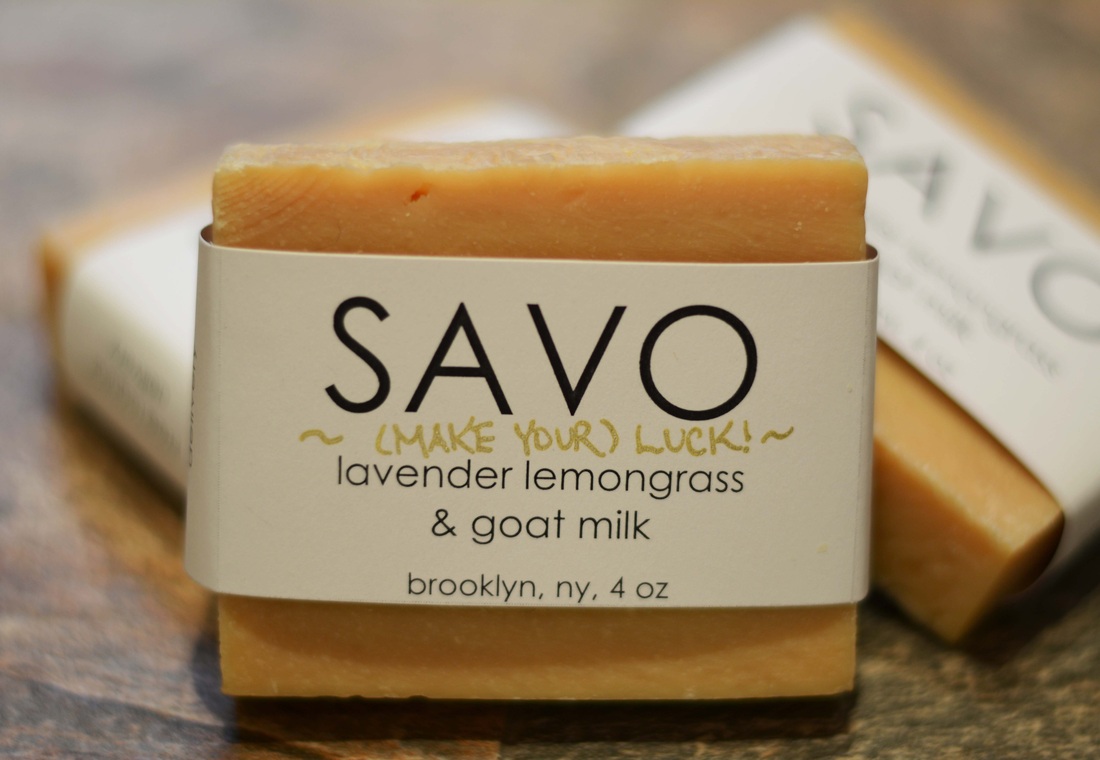 SAVO
~ (MAKE YOUR) LUCK! ~
lavender lemongrass
& goat milk
brooklyn, ny, 4 oz
SAVO